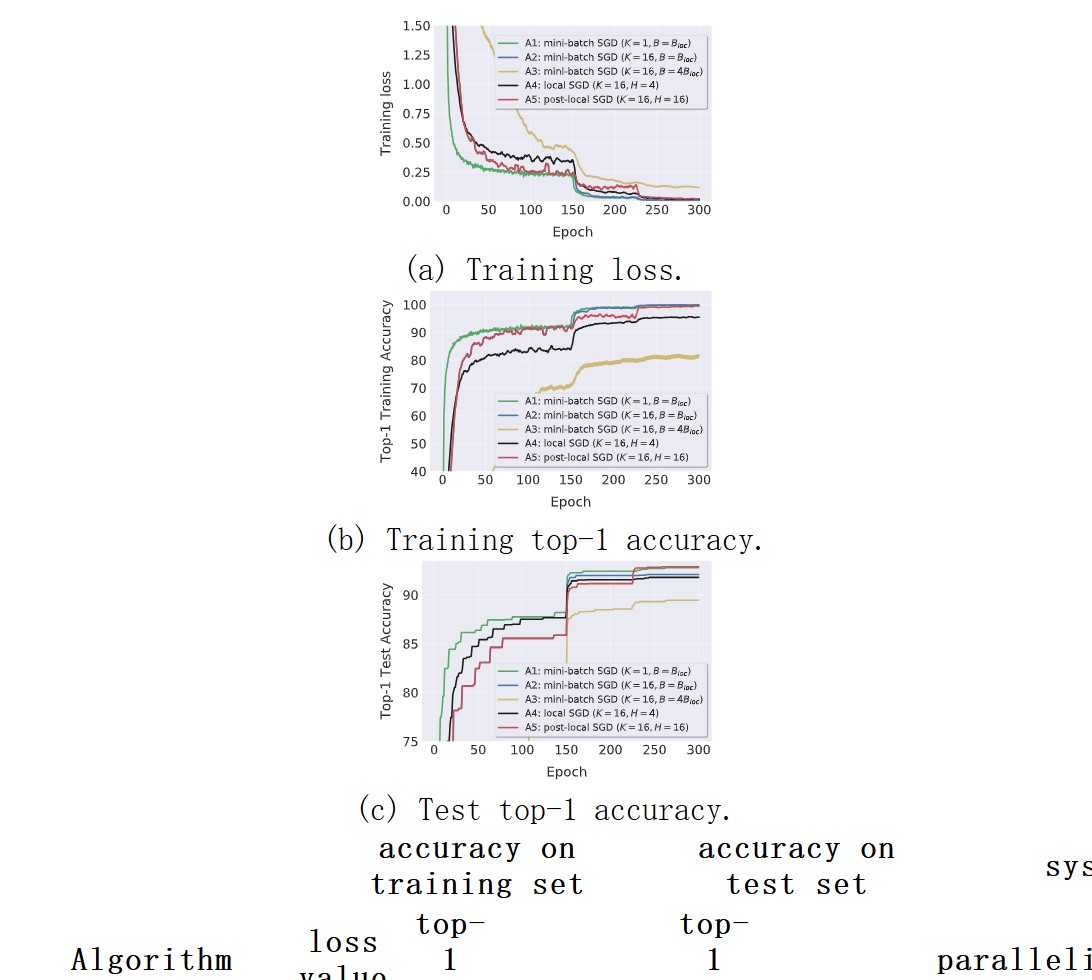 1.50
1.25
1.00
0.75
0.50
0.25
0.00
Training loss
A1: mini-batch SGD (K = 1, B = B_loc)
A2: mini-batch SGD (K = 16, B = B_loc)
A3: mini-batch SGD (K = 16, B = 4B_loc)
A4: local SGD (K = 16, H = 4)
A5: post-local SGD (K = 16, H = 16)
0 50 100 150 200 250 300
Epoch
(a) Training loss.
100
90
80
70
60
50
40
Top-1 Training Accuracy
A1: mini-batch SGD (K = 1, B = B_loc)
A2: mini-batch SGD (K = 16, B = B_loc)
A3: mini-batch SGD (K = 16, B = 4B_loc)
A4: local SGD (K = 16, H = 4)
A5: post-local SGD (K = 16, H = 16)
0 50 100 150 200 250 300
Epoch
(b) Training top-1 accuracy.
90
85
80
75
Top-1 Test Accuracy
A1: mini-batch SGD (K = 1, B = B_loc)
A2: mini-batch SGD (K = 16, B = B_loc)
A3: mini-batch SGD (K = 16, B = 4B_loc)
A4: local SGD (K = 16, H = 4)
A5: post-local SGD (K = 16, H = 16)
0 50 100 150 200 250 300
Epoch
(c) Test top-1 accuracy.
accuracy on accuracy on
training set test set sys
top- top-
Algorithm loss 1 1 paralleli
value